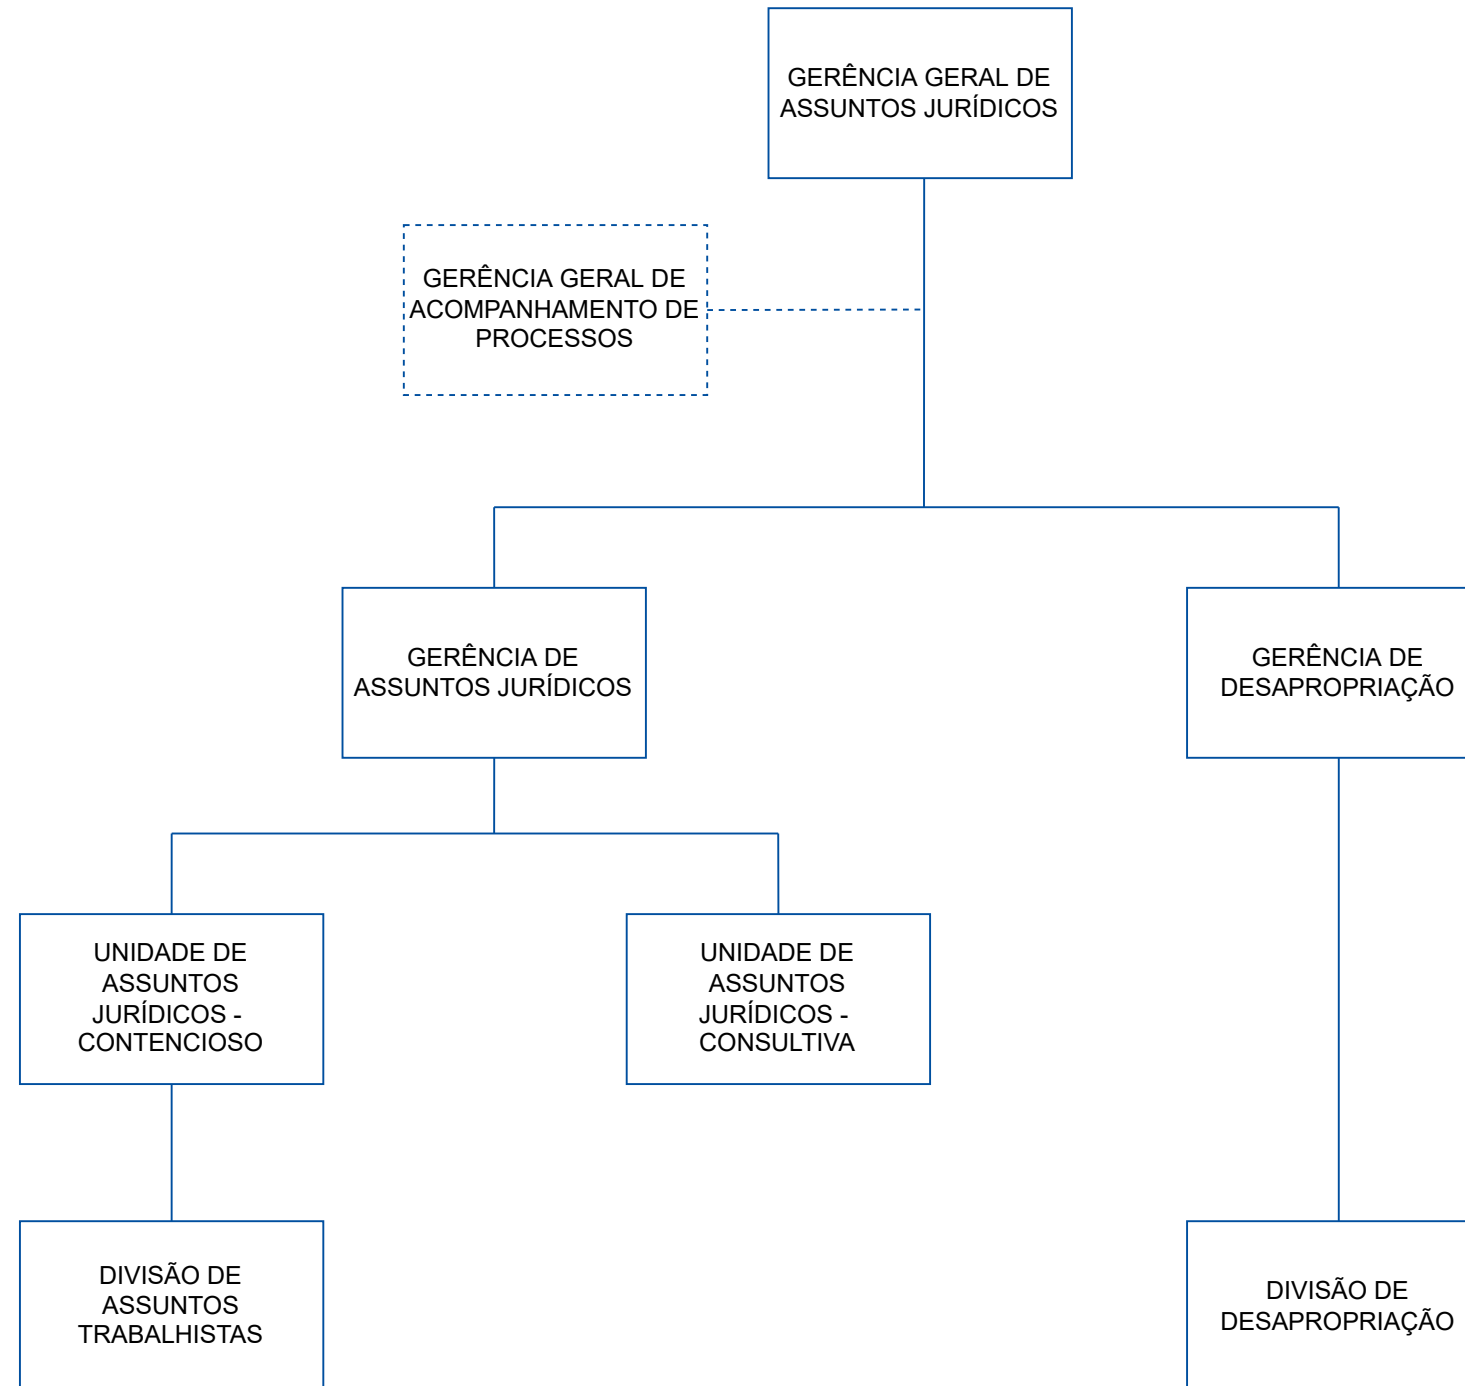 GERÊNCIA GERAL DE
ASSUNTOS JURÍDICOS
GERÊNCIA GERAL DE
ACOMPANHAMENTO DE
PROCESSOS
GERÊNCIA DE
ASSUNTOS JURÍDICOS
GERÊNCIA DE
DESAPROPRIAÇÃO
UNIDADE DE
ASSUNTOS
JURÍDICOS -
CONTENCIOSO
UNIDADE DE
ASSUNTOS
JURÍDICOS -
CONSULTIVA
DIVISÃO DE
ASSUNTOS
TRABALHISTAS
DIVISÃO DE
DESAPROPRIAÇÃO